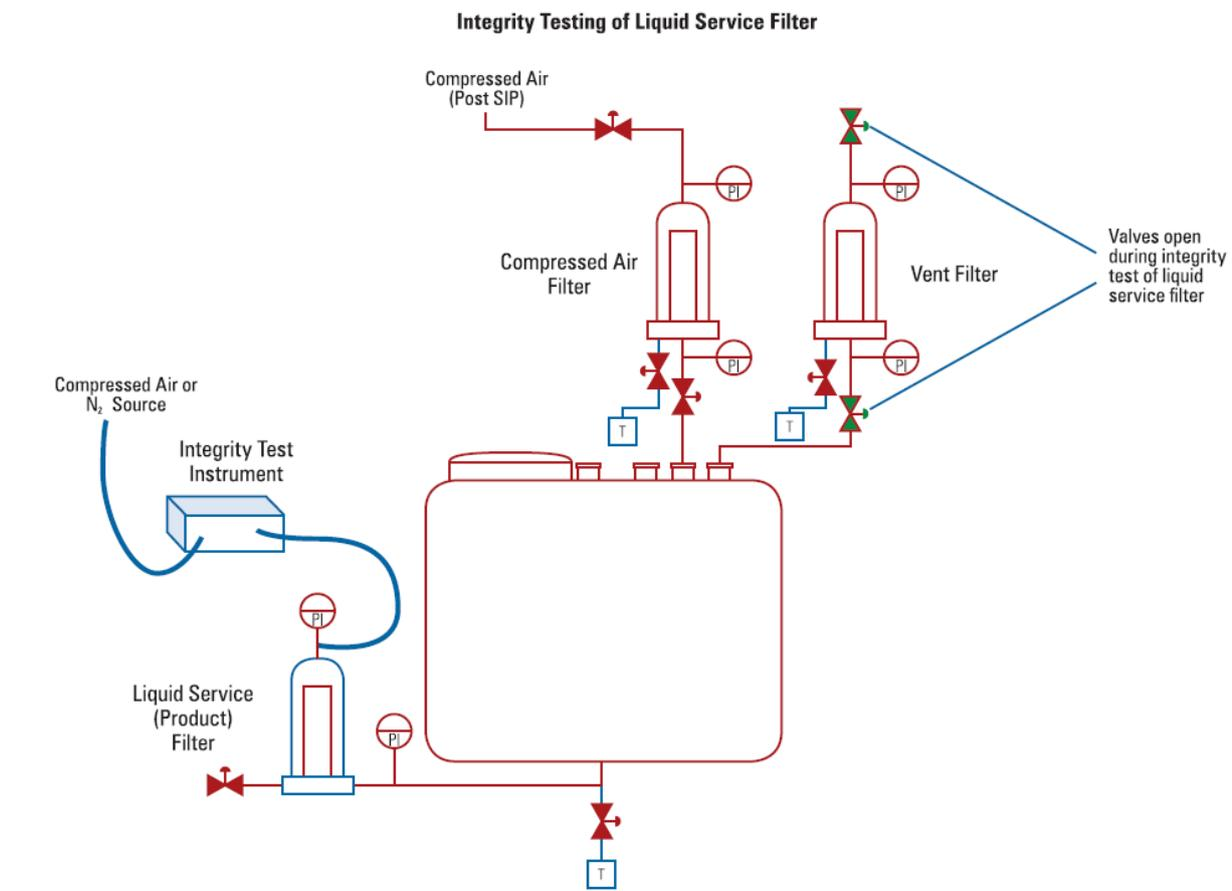 Integrity Testing of Liquid Service Filter
Compressed Air
(Post SIP)
PI
PI
Compressed Air
Filter
Vent Filter
Valves open
during integrity
test of liquid
service filter
PI
PI
T
T
Compressed Air or
N₂ Source
Integrity Test
Instrument
PI
Liquid Service
(Product)
Filter
PI
T